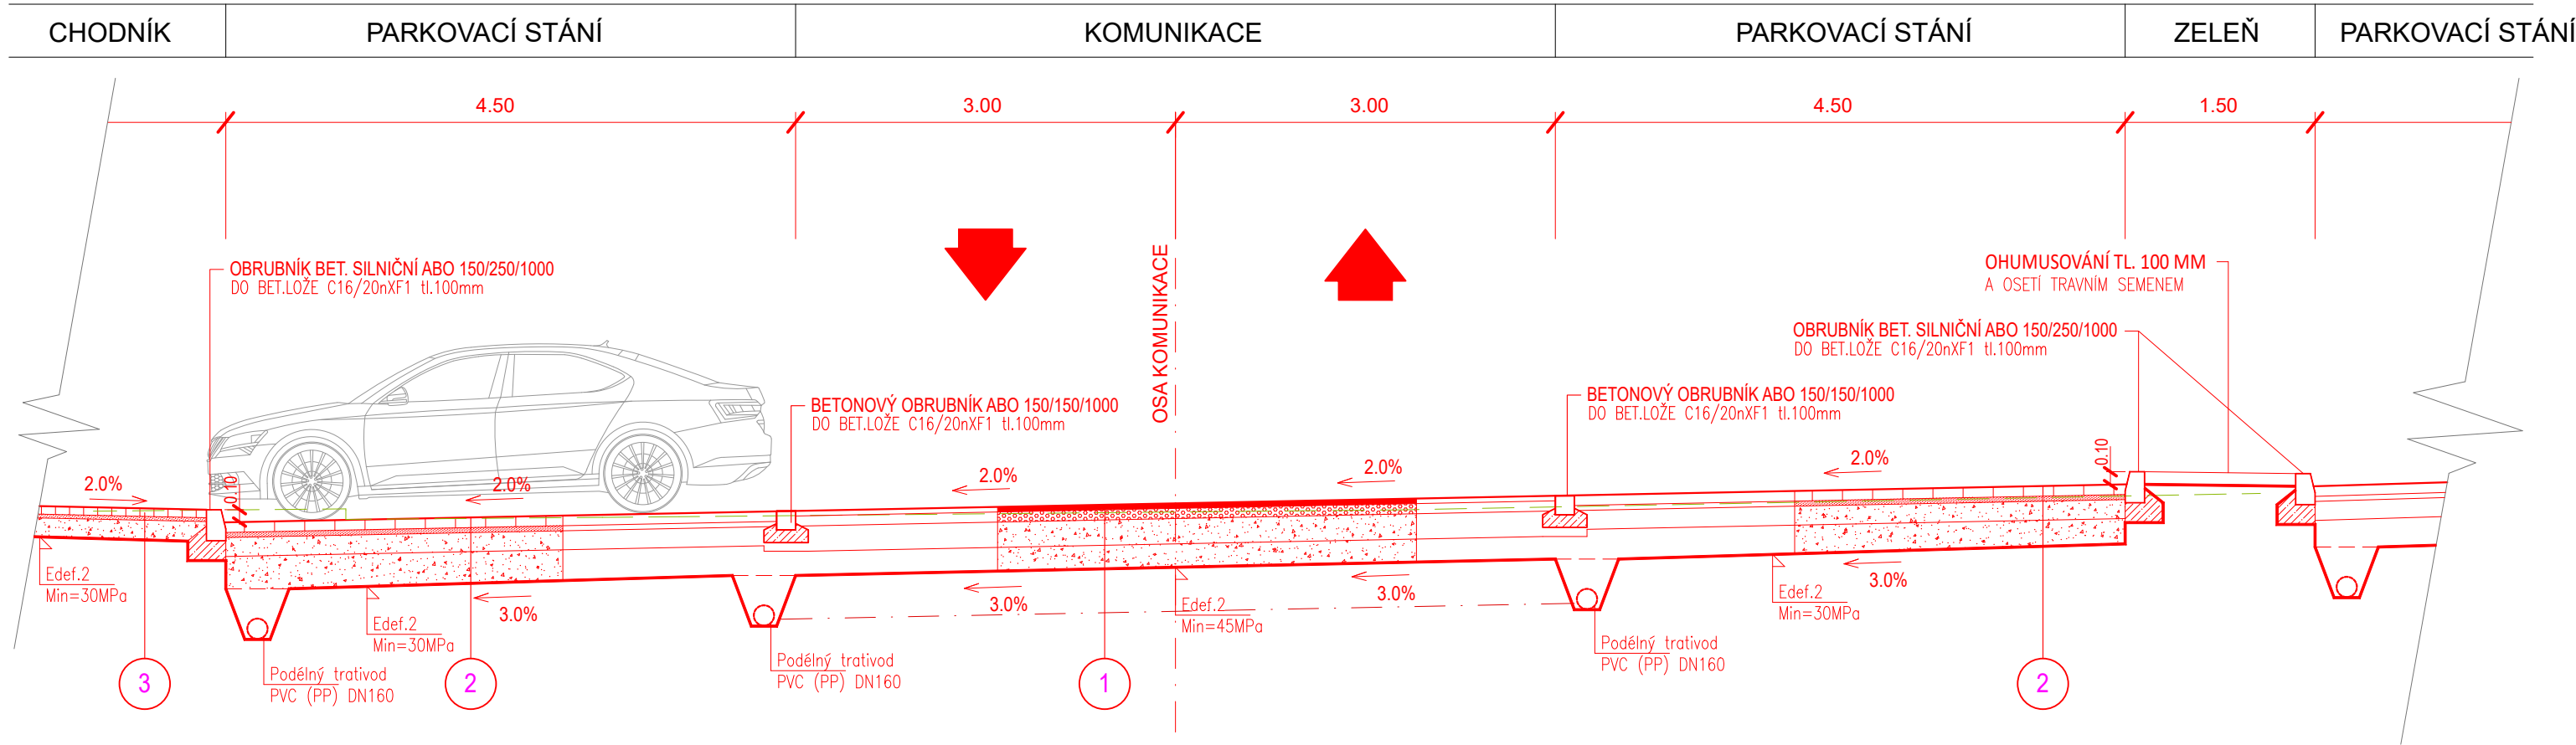 CHODNÍK
PARKOVACÍ STÁNÍ
KOMUNIKACE
PARKOVACÍ STÁNÍ
ZELEŇ
PARKOVACÍ STÁNÍ
4.50
3.00
3.00
4.50
1.50
OBRUBNÍK BET. SILNIČNÍ ABO 150/250/1000
DO BET.LOŽE C16/20nXF1 tl.100mm
OSA KOMUNIKACE
OHUMUSOVÁNÍ TL. 100 MM
A OSETÍ TRAVNÍM SEMENEM
OBRUBNÍK BET. SILNIČNÍ ABO 150/250/1000
DO BET.LOŽE C16/20nXF1 tl.100mm
BETONOVÝ OBRUBNÍK ABO 150/150/1000
DO BET.LOŽE C16/20nXF1 tl.100mm
BETONOVÝ OBRUBNÍK ABO 150/150/1000
DO BET.LOŽE C16/20nXF1 tl.100mm
2.0%
0.10
2.0%
2.0%
2.0%
2.0%
0.10
Edef.2
Min=30MPa
3.0%
Edef.2
Min=30MPa
3.0%
Edef.2
Min=45MPa
3.0%
Edef.2
Min=30MPa
3.0%
Podélný trativod
PVC (PP) DN160
Podélný trativod
PVC (PP) DN160
Podélný trativod
PVC (PP) DN160
3
2
1
2